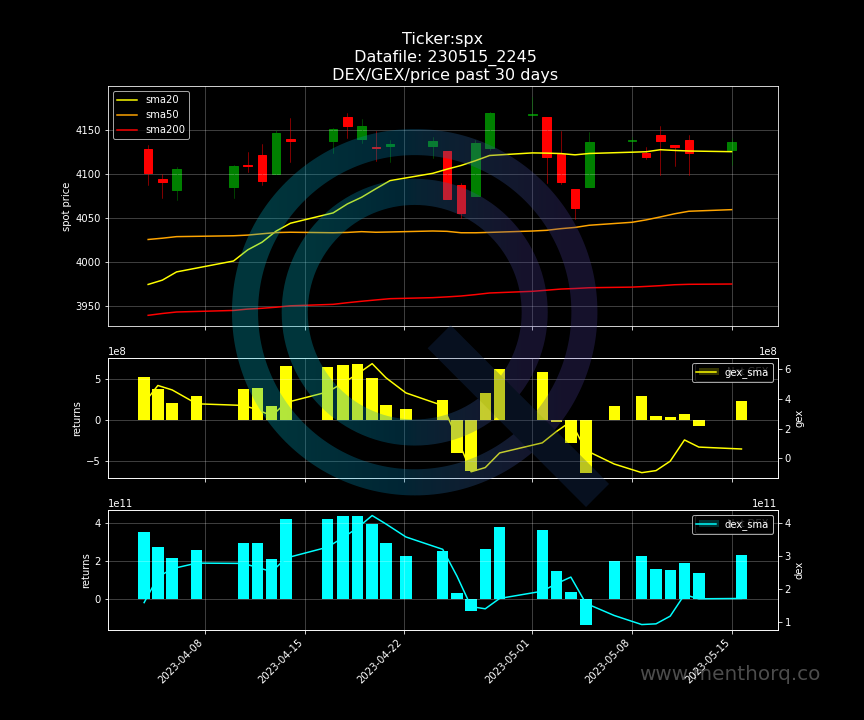 Ticker:spx
Datafile: 230515_2245
DEX/GEX/price past 30 days
sma20
sma50
sma200
spot price
4150
4100
4050
4000
3950
1e8
1e8
gex_sma
returns
5
0
−5
gex
6
4
2
0
1e11
1e11
dex_sma
returns
4
2
0
dex
4
3
2
1
2023-04-08
2023-04-15
2023-04-22
2023-05-01
2023-05-08
2023-05-15
www.menthorq.co